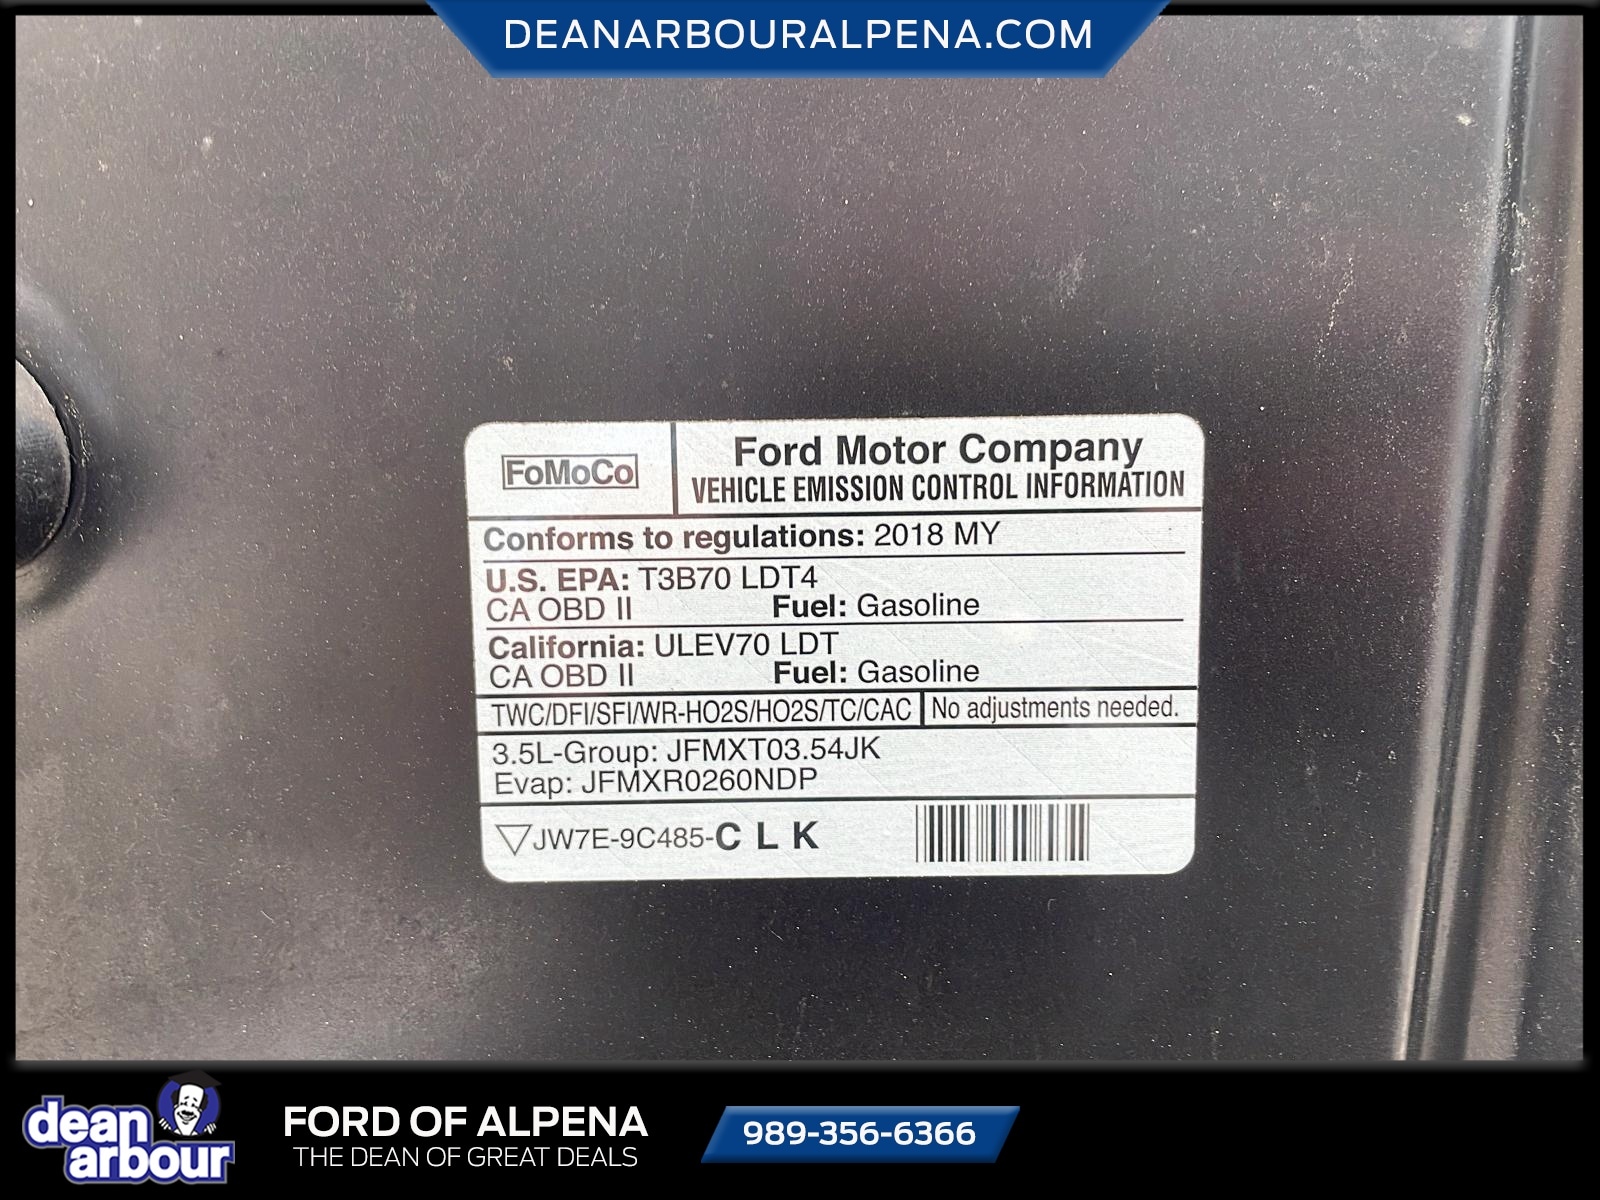 DEANARBOURALPENA.COM
FoMoCo
Ford Motor Company
VEHICLE EMISSION CONTROL INFORMATION
Conforms to regulations: 2018 MY
U.S. EPA: T3B70 LDT4
CA OBD II Fuel: Gasoline
California: ULEV70 LDT
CA OBD II Fuel: Gasoline
TWC/DFI/SFI/WR-HO2S/HO2S/TC/CAC No adjustments needed.
3.5L-Group: JFMXT03.54JK
Evap: JFMXR0260NDP
JW7E-9C485-C L K
dean arbour
FORD OF ALPENA
THE DEAN OF GREAT DEALS
989-356-6366